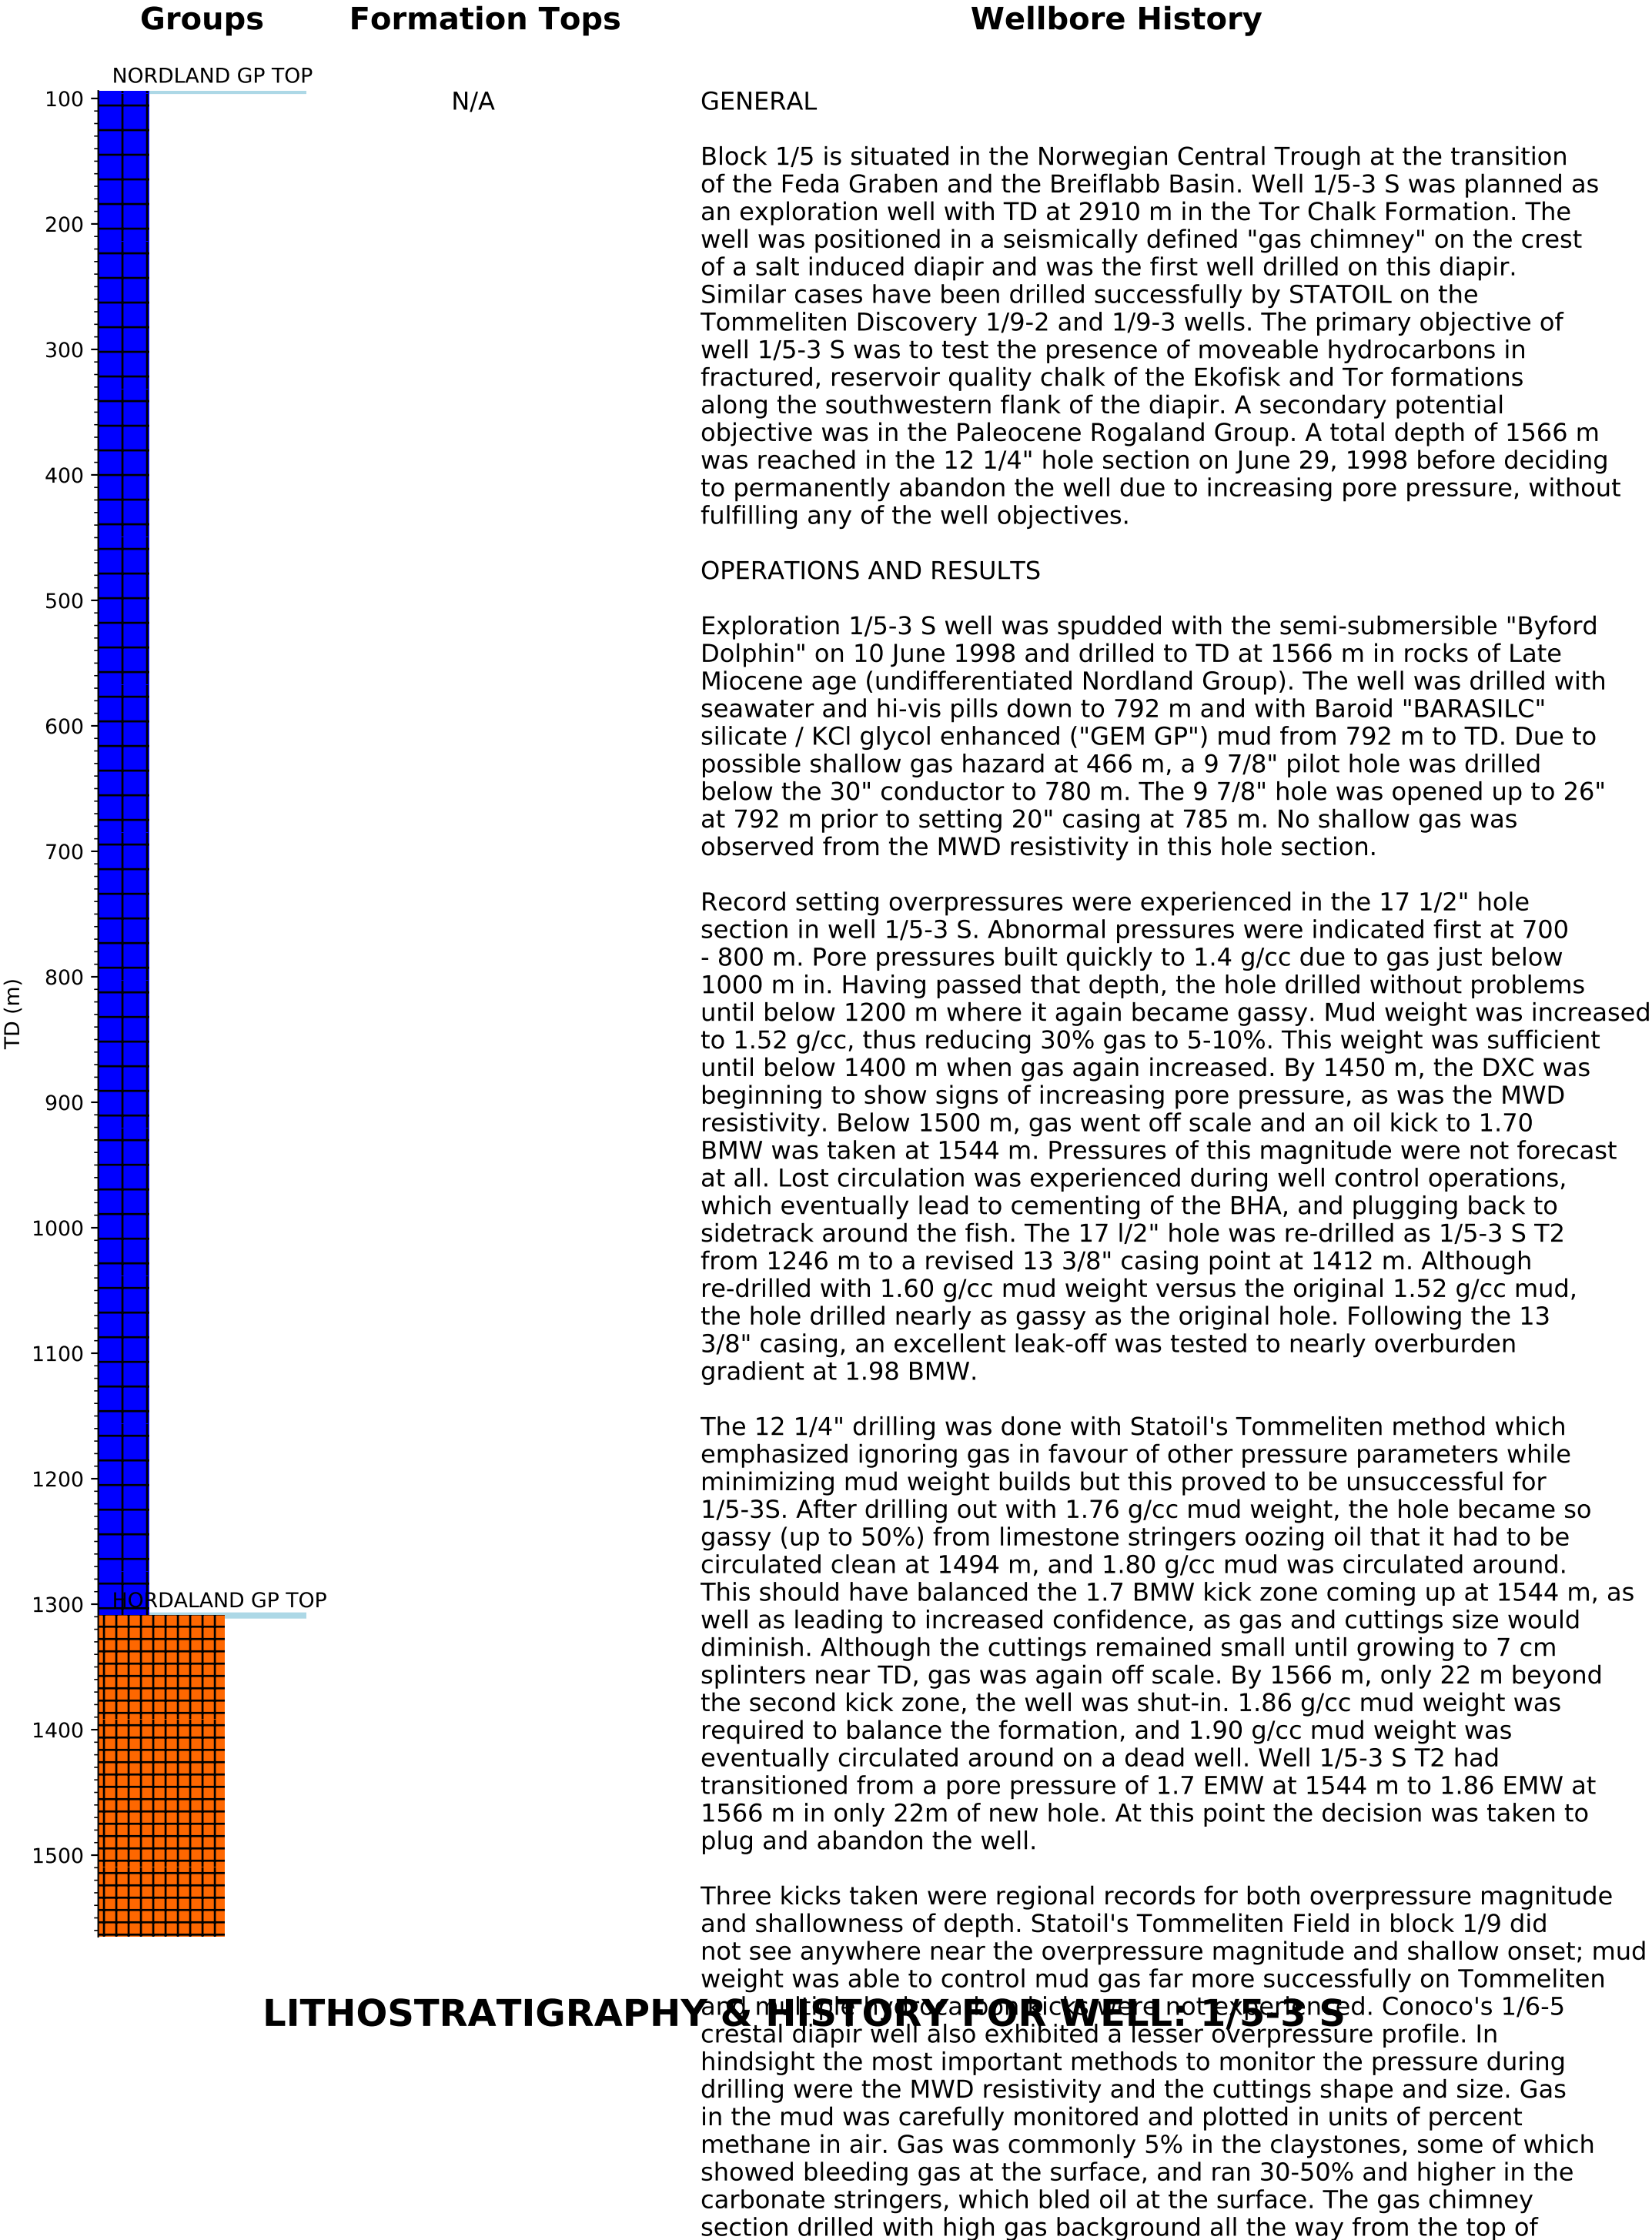 Groups
Formation Tops
Wellbore History
NORDLAND GP TOP
100
200
300
400
500
600
700
800
900
1000
1100
1200
1300
1400
1500
TD (m)
HORDALAND GP TOP
N/A
GENERAL
Block 1/5 is situated in the Norwegian Central Trough at the transition
of the Feda Graben and the Breiflabb Basin. Well 1/5-3 S was planned as
an exploration well with TD at 2910 m in the Tor Chalk Formation. The
well was positioned in a seismically defined "gas chimney" on the crest
of a salt induced diapir and was the first well drilled on this diapir.
Similar cases have been drilled successfully by STATOIL on the
Tommeliten Discovery 1/9-2 and 1/9-3 wells. The primary objective of
well 1/5-3 S was to test the presence of moveable hydrocarbons in
fractured, reservoir quality chalk of the Ekofisk and Tor formations
along the southwestern flank of the diapir. A secondary potential
objective was in the Paleocene Rogaland Group. A total depth of 1566 m
was reached in the 12 1/4" hole section on June 29, 1998 before deciding
to permanently abandon the well due to increasing pore pressure, without
fulfilling any of the well objectives.
OPERATIONS AND RESULTS
Exploration 1/5-3 S well was spudded with the semi-submersible "Byford
Dolphin" on 10 June 1998 and drilled to TD at 1566 m in rocks of Late
Miocene age (undifferentiated Nordland Group). The well was drilled with
seawater and hi-vis pills down to 792 m and with Baroid "BARASILC"
silicate / KCl glycol enhanced ("GEM GP") mud from 792 m to TD. Due to
possible shallow gas hazard at 466 m, a 9 7/8" pilot hole was drilled
below the 30" conductor to 780 m. The 9 7/8" hole was opened up to 26"
at 792 m prior to setting 20" casing at 785 m. No shallow gas was
observed from the MWD resistivity in this hole section.
Record setting overpressures were experienced in the 17 1/2" hole
section in well 1/5-3 S. Abnormal pressures were indicated first at 700
- 800 m. Pore pressures built quickly to 1.4 g/cc due to gas just below
1000 m in. Having passed that depth, the hole drilled without problems
until below 1200 m where it again became gassy. Mud weight was increased
to 1.52 g/cc, thus reducing 30% gas to 5-10%. This weight was sufficient
until below 1400 m when gas again increased. By 1450 m, the DXC was
beginning to show signs of increasing pore pressure, as was the MWD
resistivity. Below 1500 m, gas went off scale and an oil kick to 1.70
BMW was taken at 1544 m. Pressures of this magnitude were not forecast
at all. Lost circulation was experienced during well control operations,
which eventually lead to cementing of the BHA, and plugging back to
sidetrack around the fish. The 17 l/2" hole was re-drilled as 1/5-3 S T2
from 1246 m to a revised 13 3/8" casing point at 1412 m. Although
re-drilled with 1.60 g/cc mud weight versus the original 1.52 g/cc mud,
the hole drilled nearly as gassy as the original hole. Following the 13
3/8" casing, an excellent leak-off was tested to nearly overburden
gradient at 1.98 BMW.
The 12 1/4" drilling was done with Statoil's Tommeliten method which
emphasized ignoring gas in favour of other pressure parameters while
minimizing mud weight builds but this proved to be unsuccessful for
1/5-3S. After drilling out with 1.76 g/cc mud weight, the hole became so
gassy (up to 50%) from limestone stringers oozing oil that it had to be
circulated clean at 1494 m, and 1.80 g/cc mud was circulated around.
This should have balanced the 1.7 BMW kick zone coming up at 1544 m, as
well as leading to increased confidence, as gas and cuttings size would
diminish. Although the cuttings remained small until growing to 7 cm
splinters near TD, gas was again off scale. By 1566 m, only 22 m beyond
the second kick zone, the well was shut-in. 1.86 g/cc mud weight was
required to balance the formation, and 1.90 g/cc mud weight was
eventually circulated around on a dead well. Well 1/5-3 S T2 had
transitioned from a pore pressure of 1.7 EMW at 1544 m to 1.86 EMW at
1566 m in only 22m of new hole. At this point the decision was taken to
plug and abandon the well.
Three kicks taken were regional records for both overpressure magnitude
and shallowness of depth. Statoil's Tommeliten Field in block 1/9 did
not see anywhere near the overpressure magnitude and shallow onset; mud
weight was able to control mud gas far more successfully on Tommeliten
and multiple hydrocarbon kicks were not experienced. Conoco's 1/6-5
LITHOSTRATIGRAPHY & HISTORY FOR WELL: 1/5-3 S
crestal diapir well also exhibited a lesser overpressure profile. In
hindsight the most important methods to monitor the pressure during
drilling were the MWD resistivity and the cuttings shape and size. Gas
in the mud was carefully monitored and plotted in units of percent
methane in air. Gas was commonly 5% in the claystones, some of which
showed bleeding gas at the surface, and ran 30-50% and higher in the
carbonate stringers, which bled oil at the surface. The gas chimney
section drilled with high gas background all the way from the top of